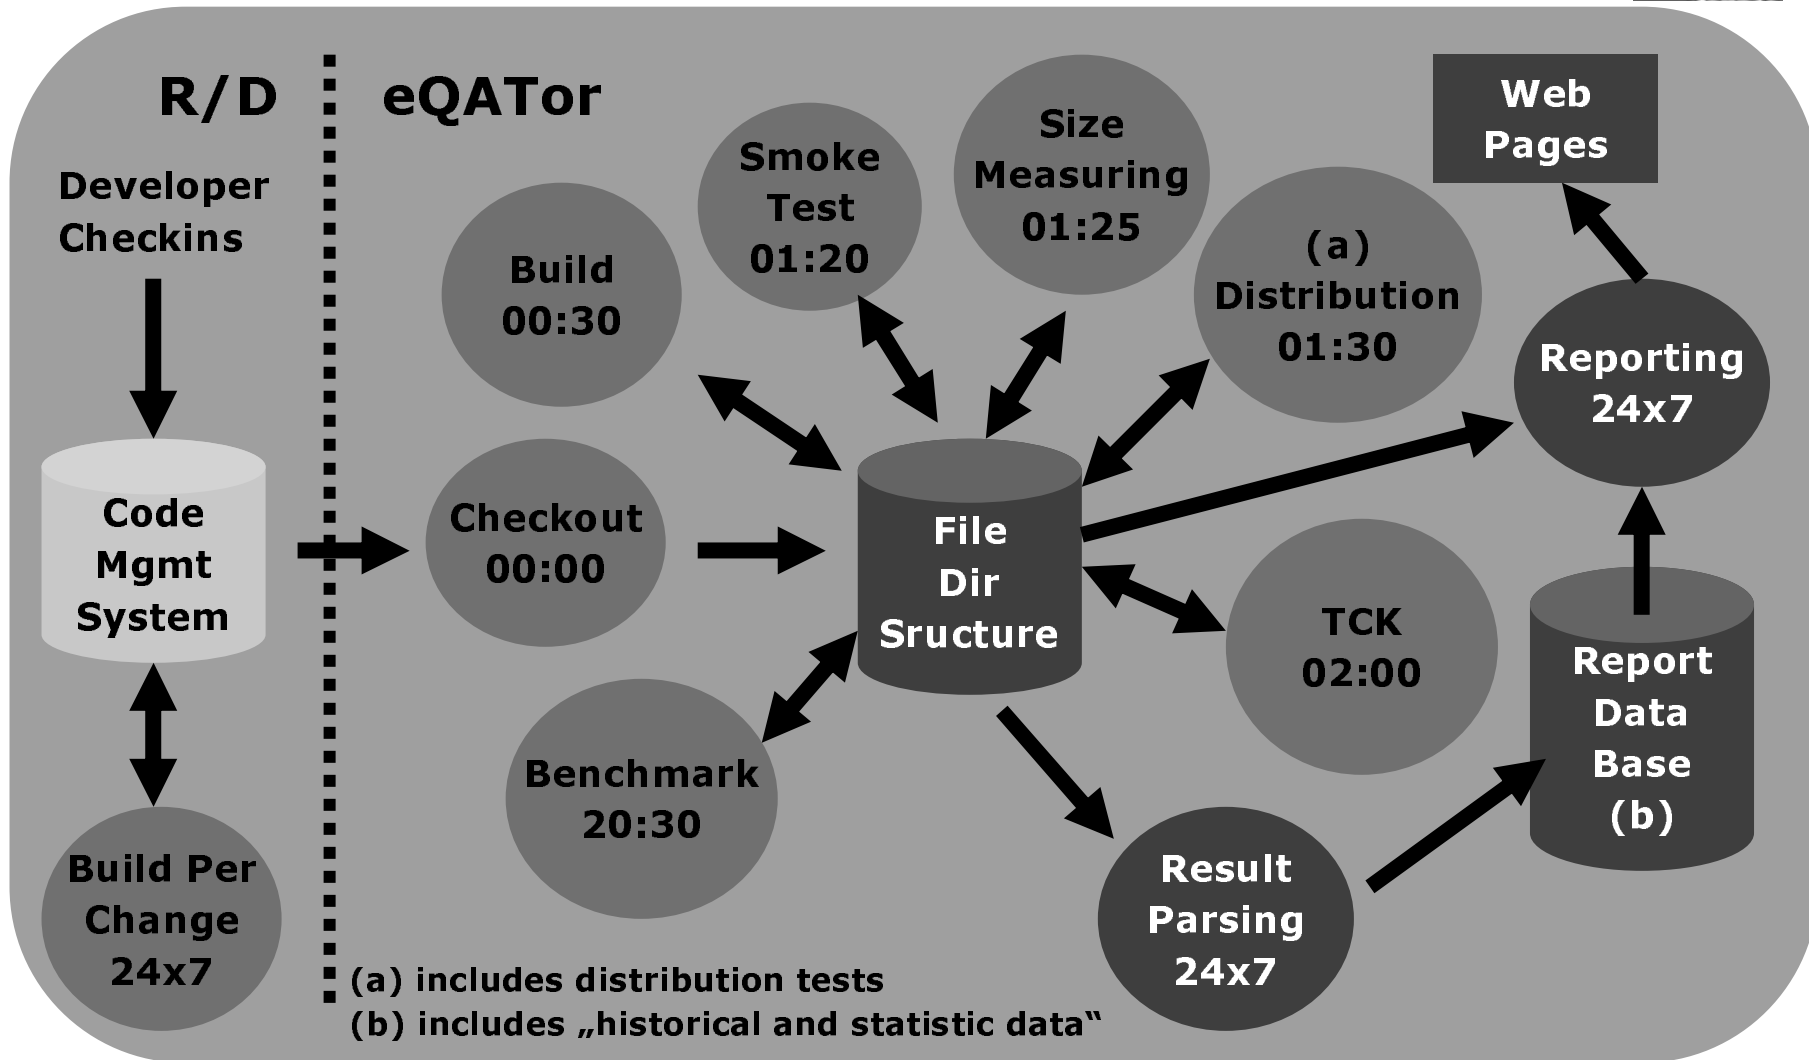 R/D
eQATor
Developer
Checkins
Code
Mgmt
System
Build Per
Change
24x7
Build
00:30
Smoke
Test
01:20
Size
Measuring
01:25
(a)
Distribution
01:30
Web
Pages
Reporting
24x7
Checkout
00:00
File
Dir
Sructure
TCK
02:00
Report
Data
Base
(b)
Benchmark
20:30
Result
Parsing
24x7
(a) includes distribution tests
(b) includes „historical and statistic data“